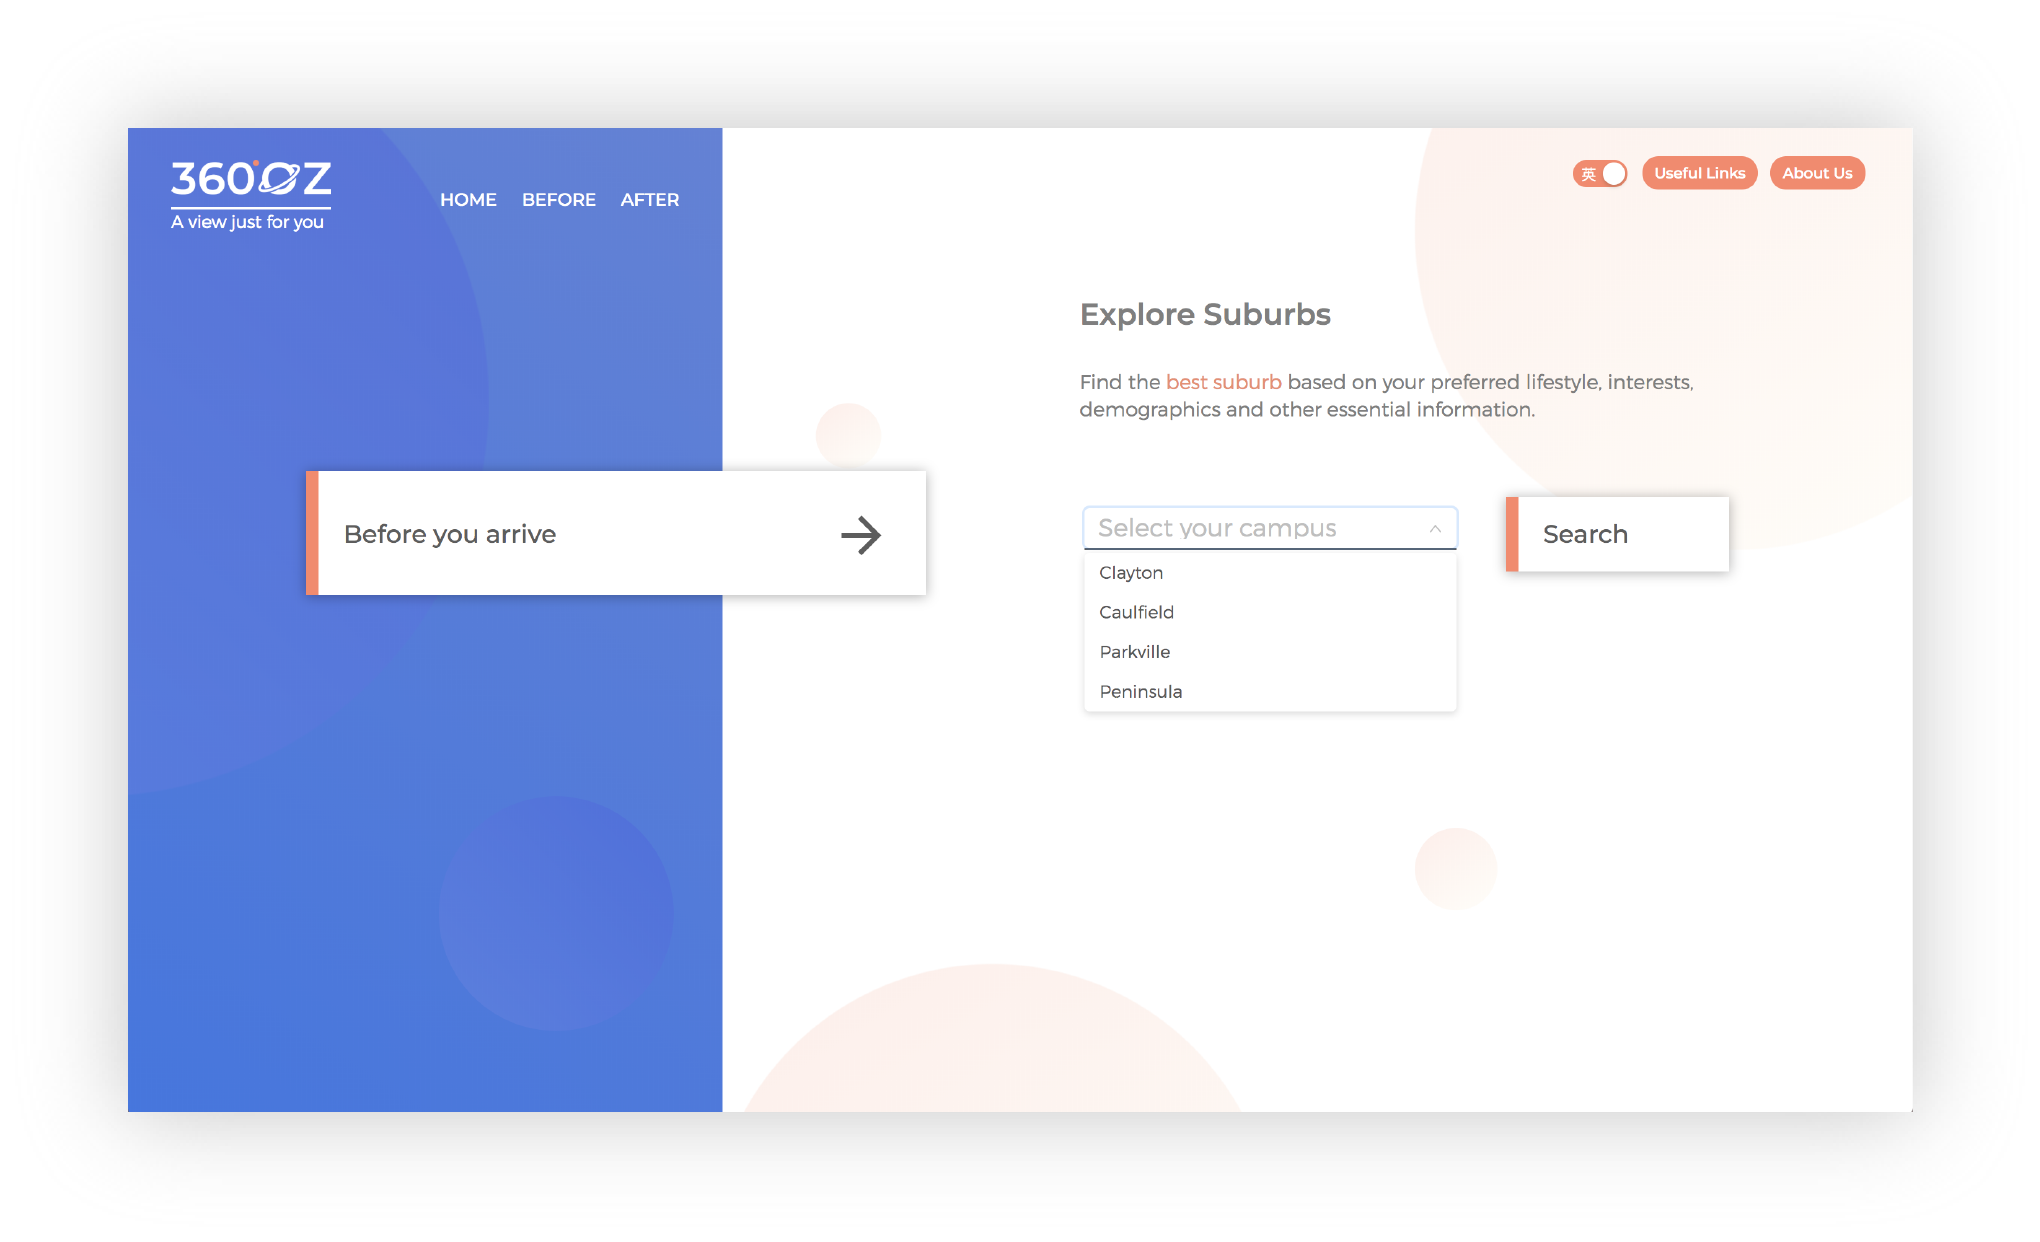 360°OZ
A view just for you
HOME BEFORE AFTER
英
Useful Links
About Us
Explore Suburbs
Find the best suburb based on your preferred lifestyle, interests,
demographics and other essential information.
Before you arrive
Select your campus
Search
Clayton
Caulfield
Parkville
Peninsula